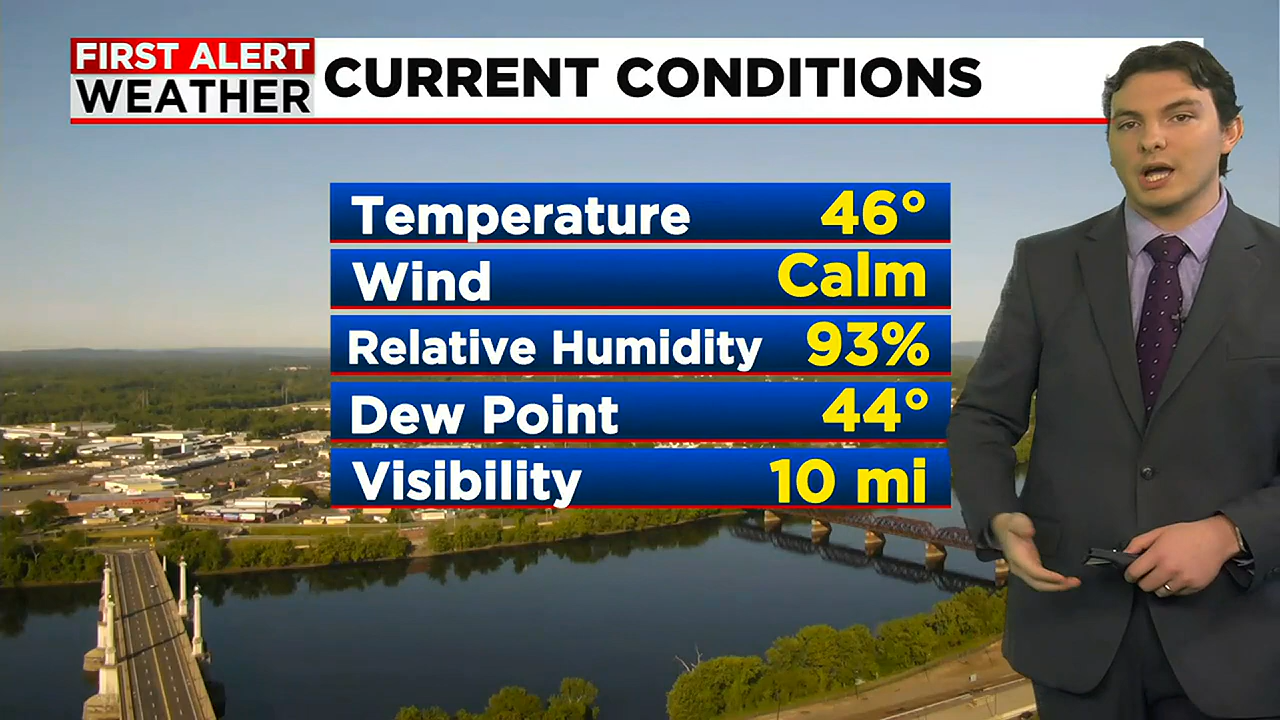 FIRST ALERT
WEATHER
CURRENT CONDITIONS
Temperature 46°
Wind Calm
Relative Humidity 93%
Dew Point 44°
Visibility 10 mi